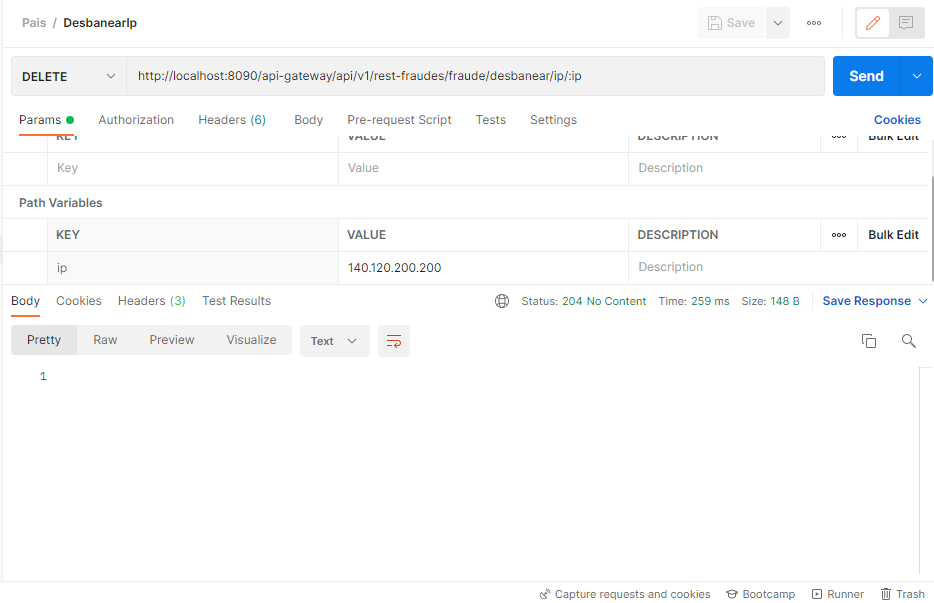 Pais / DesbanearIp Save
DELETE http://localhost:8090/api-gateway/api/v1/rest-fraudes/fraude/desbanear/ip/:ip Send
Params Authorization Headers (6) Body Pre-request Script Tests Settings Cookies
KEY VALUE DESCRIPTION Bulk Edit
Key Value Description
Path Variables
KEY VALUE DESCRIPTION Bulk Edit
ip 140.120.200.200 Description
Body Cookies Headers (3) Test Results Status: 204 No Content Time: 259 ms Size: 148 B Save Response
Pretty Raw Preview Visualize Text
1
Capture requests and cookies Bootcamp Runner Trash